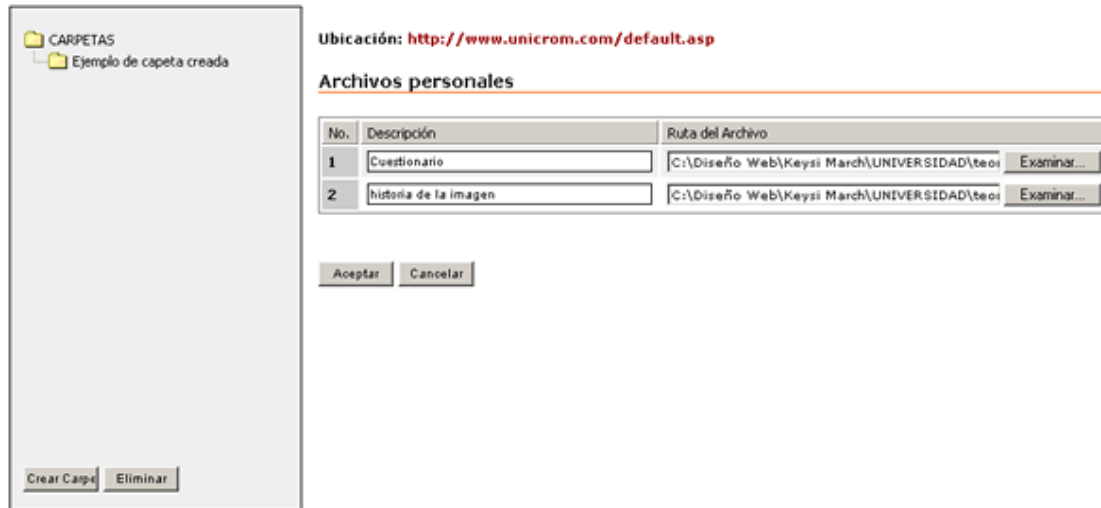 CARPETAS
Ejemplo de capeta creada
Crear Carpe
Eliminar
Ubicación: http://www.unicrom.com/default.asp
Archivos personales
No. Descripción Ruta del Archivo
1 Cuestionario C:\Diseño Web\Keysi March\UNIVERSIDAD\teor Examinar...
2 historia de la imagen C:\Diseño Web\Keysi March\UNIVERSIDAD\teor Examinar...
Aceptar Cancelar